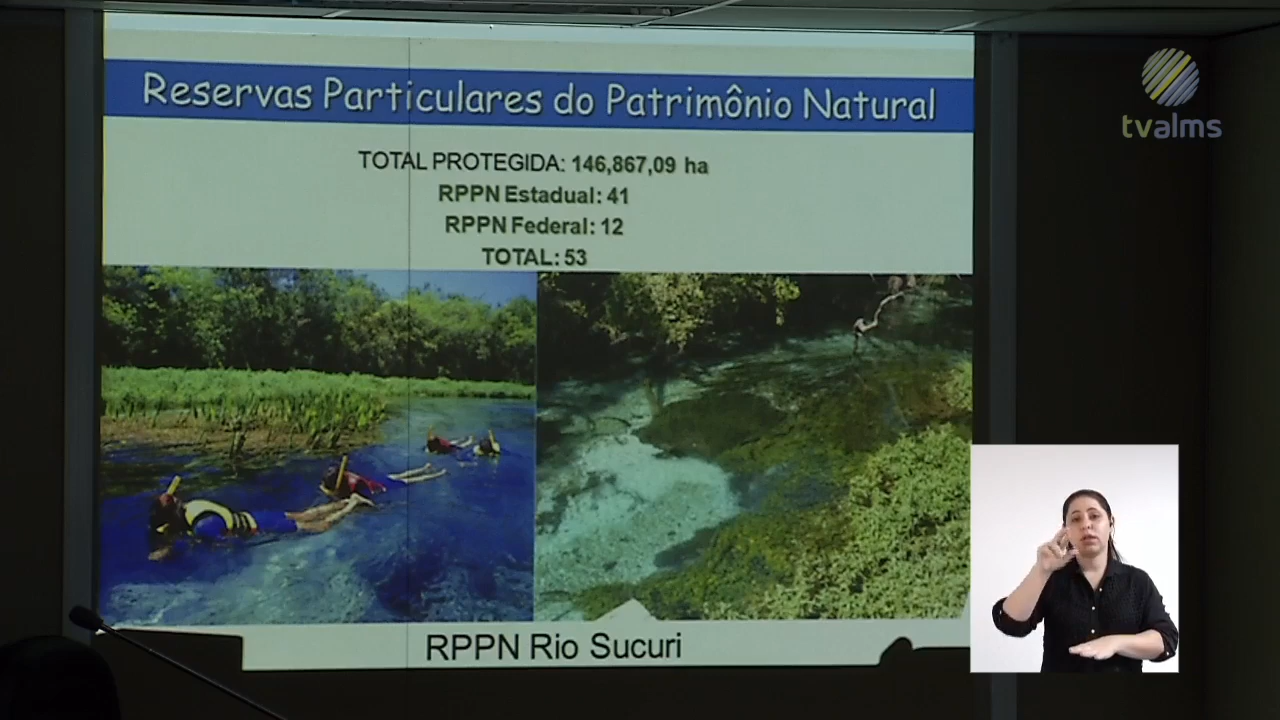 Reservas Particulares do Patrimônio Natural
tvalms
TOTAL PROTEGIDA: 146,867,09 ha
RPPN Estadual: 41
RPPN Federal: 12
TOTAL: 53
RPPN Rio Sucuri